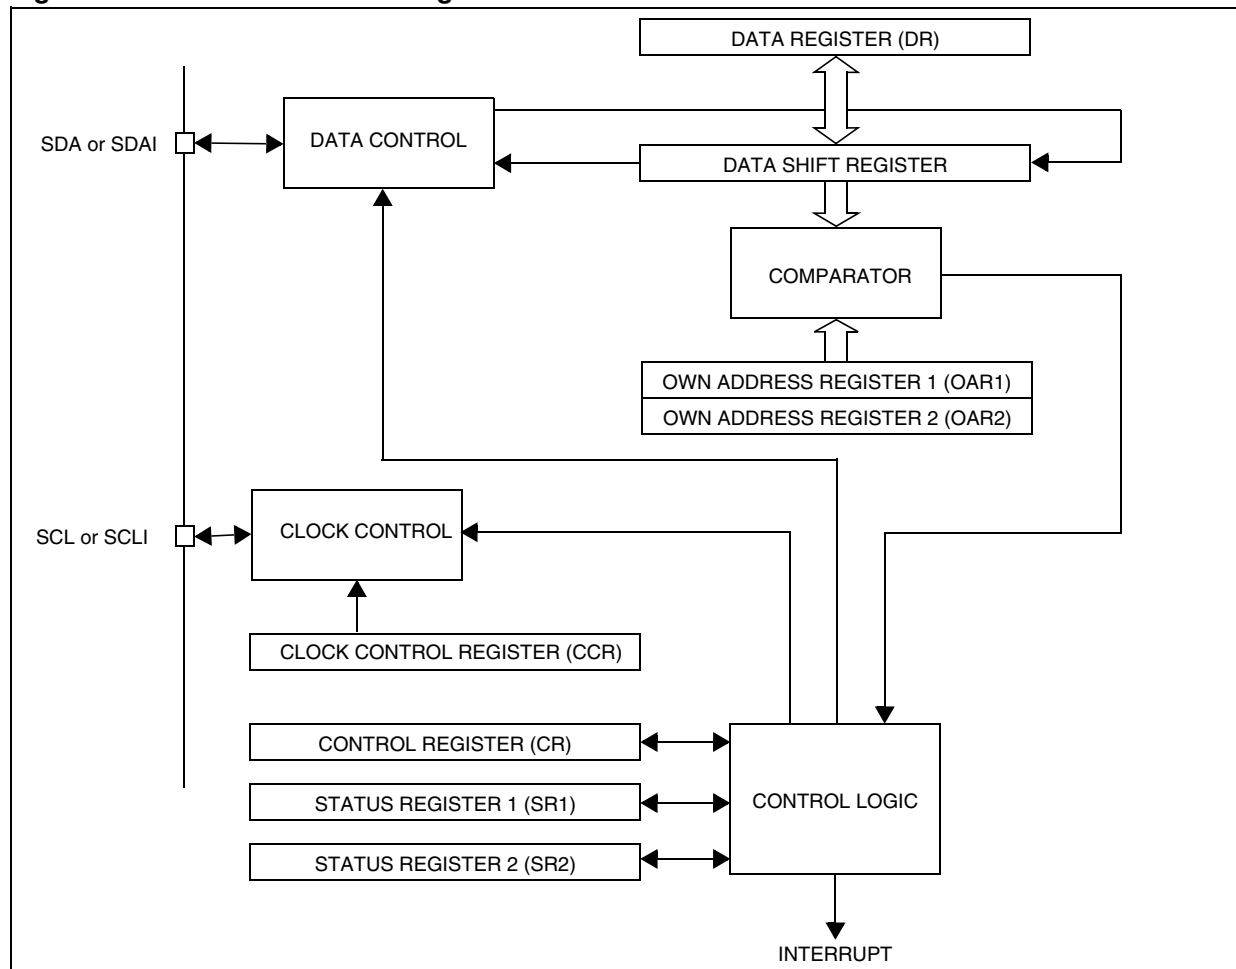 DATA REGISTER (DR)
SDA or SDAI
DATA CONTROL
DATA SHIFT REGISTER
COMPARATOR
OWN ADDRESS REGISTER 1 (OAR1)
OWN ADDRESS REGISTER 2 (OAR2)
SCL or SCLI
CLOCK CONTROL
CLOCK CONTROL REGISTER (CCR)
CONTROL REGISTER (CR)
STATUS REGISTER 1 (SR1)
CONTROL LOGIC
STATUS REGISTER 2 (SR2)
INTERRUPT